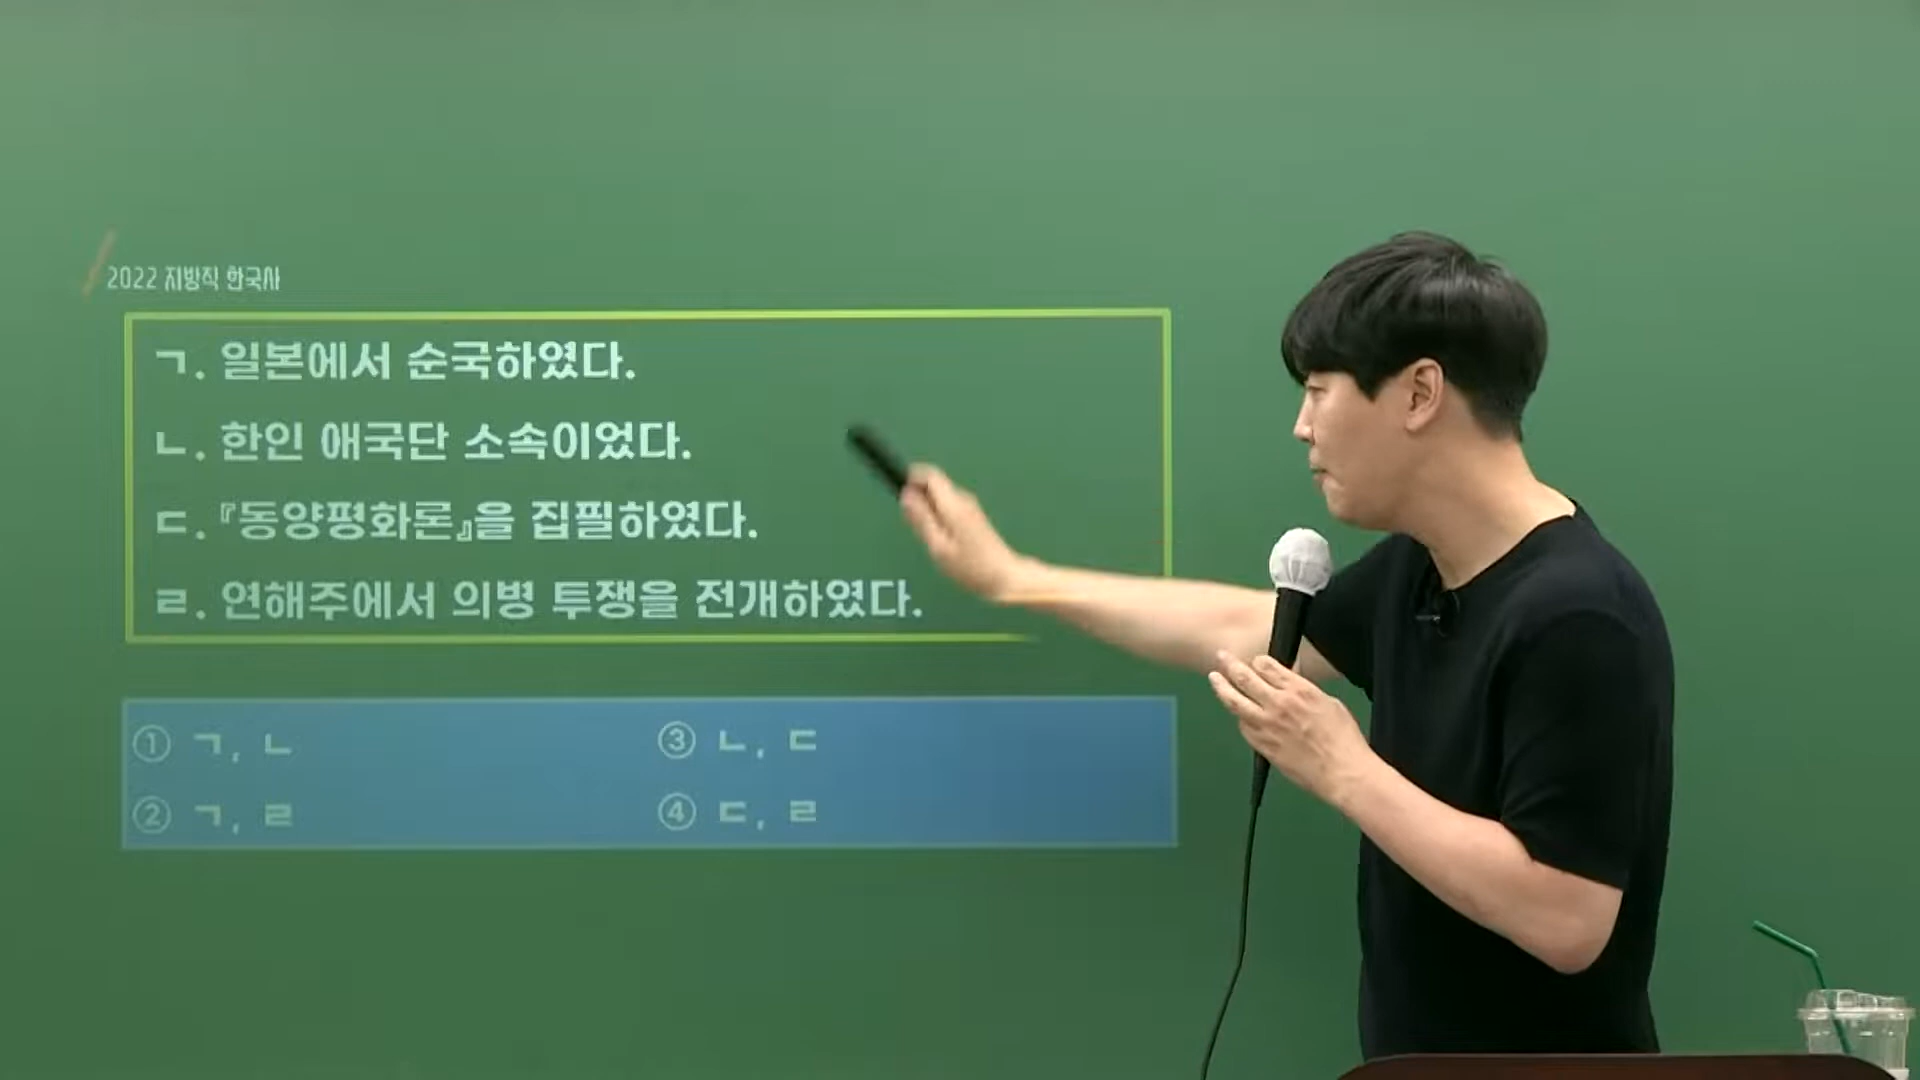 2022 지방직 한국사
ㄱ. 일본에서 순국하였다.
ㄴ. 한인 애국단 소속이었다.
ㄷ. 『동양평화론』을 집필하였다.
ㄹ. 연해주에서 의병 투쟁을 전개하였다.
① ㄱ, ㄴ
② ㄱ, ㄹ
③ ㄴ, ㄷ
④ ㄷ, ㄹ